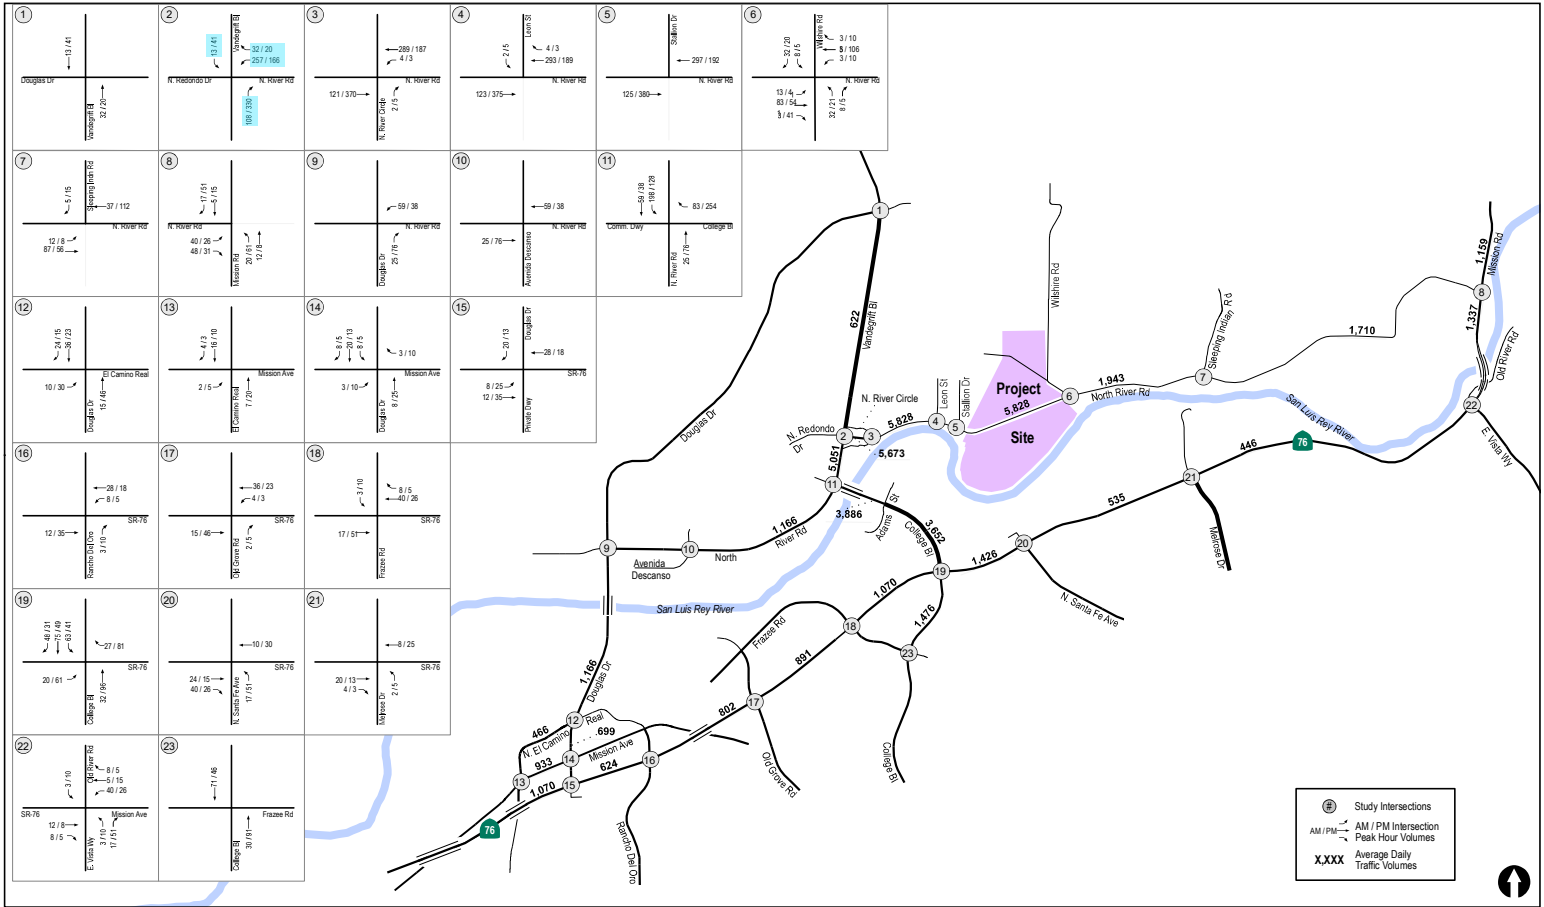 1
13 / 41
Douglas Dr
Vandegrift Bl
32 / 20
2
13 / 41
Vandegrift Bl
32 / 20
257 / 166
N. Redondo Dr
N. River Rd
108 / 330
3
289 / 187
4 / 3
N. River Rd
121 / 370
N. River Circle
2 / 5
4
2 / 5
Leon St
4 / 3
293 / 189
N. River Rd
123 / 375
5
Stallion Dr
297 / 192
N. River Rd
125 / 380
6
32 / 20
8 / 5
Wilshire Rd
3 / 10
/ 106
3 / 10
N. River Rd
13 / 4
83 / 54
3 / 41
32 / 21
8 / 5
7
5 / 15
Sleeping Indn Rd
37 / 112
N. River Rd
12 / 8
87 / 56
8
17 / 51
5 / 15
N. River Rd
40 / 26
48 / 31
Mission Rd
20 / 61
12 / 8
9
59 / 38
N. River Rd
Douglas Dr
25 / 76
10
59 / 38
N. River Rd
25 / 76
Avenida Descanso
11
59 / 38
198 / 128
83 / 254
Comm. Dwy
College Bl
N. River Rd
25 / 76
12
24 / 15
36 / 23
El Camino Real
10 / 30
Douglas Dr
15 / 46
13
4 / 3
16 / 10
Mission Ave
2 / 5
El Camino Real
7 / 20
14
8 / 5
20 / 13
8 / 5
3 / 10
Mission Ave
3 / 10
Douglas Dr
8 / 25
15
20 / 13
Douglas Dr
28 / 18
SR-76
8 / 25
12 / 35
Private Dwy
16
28 / 18
8 / 5
SR-76
12 / 35
Rancho Del Oro
3 / 10
17
36 / 23
4 / 3
SR-76
15 / 46
Old Grove Rd
2 / 5
18
3 / 10
8 / 5
40 / 26
SR-76
17 / 51
Frazee Rd
19
48 / 31
75 / 49
63 / 41
27 / 81
SR-76
20 / 61
College Bl
32 / 96
20
10 / 30
SR-76
24 / 15
40 / 26
N. Santa Fe Ave
17 / 51
21
8 / 25
SR-76
20 / 13
4 / 3
Melrose Dr
2 / 5
22
3 / 10
Old River Rd
8 / 5
5 / 15
40 / 26
SR-76
Mission Ave
12 / 8
8 / 5
E. Vista Wy
3 / 10
17 / 51
23
71 / 46
Frazee Rd
College Bl
30 / 91
1
622
Vandegrift Bl
Douglas Dr
Wilshire Rd
1,159
Mission Rd
8
1,337
Old River Rd
1,710
Sleeping Indian Rd
7
1,943
North River Rd
6
Project
Site
5,828
Leon St
Stallion Dr
N. River Circle
5,828
4
5
N. Redondo
Dr
2
3
5,673
5,051
San Luis Rey River
22
E. Vista Wy
446
76
21
Melrose Dr
535
11
3,886
Adams St
College Bl
3,652
1,166
North River Rd
9
10
Avenida
Descanso
20
1,426
N. Santa Fe Ave
19
1,070
1,476
San Luis Rey River
Frazee Rd
18
23
891
College Bl
1,166
Douglas Dr
17
802
Old Grove Rd
12
466
N. El Camino Real
699
14
Mission Ave
933
624
16
13
15
1,070
76
Rancho Del Oro
# Study Intersections
AM / PM AM / PM Intersection
Peak Hour Volumes
X,XXX Average Daily
Traffic Volumes